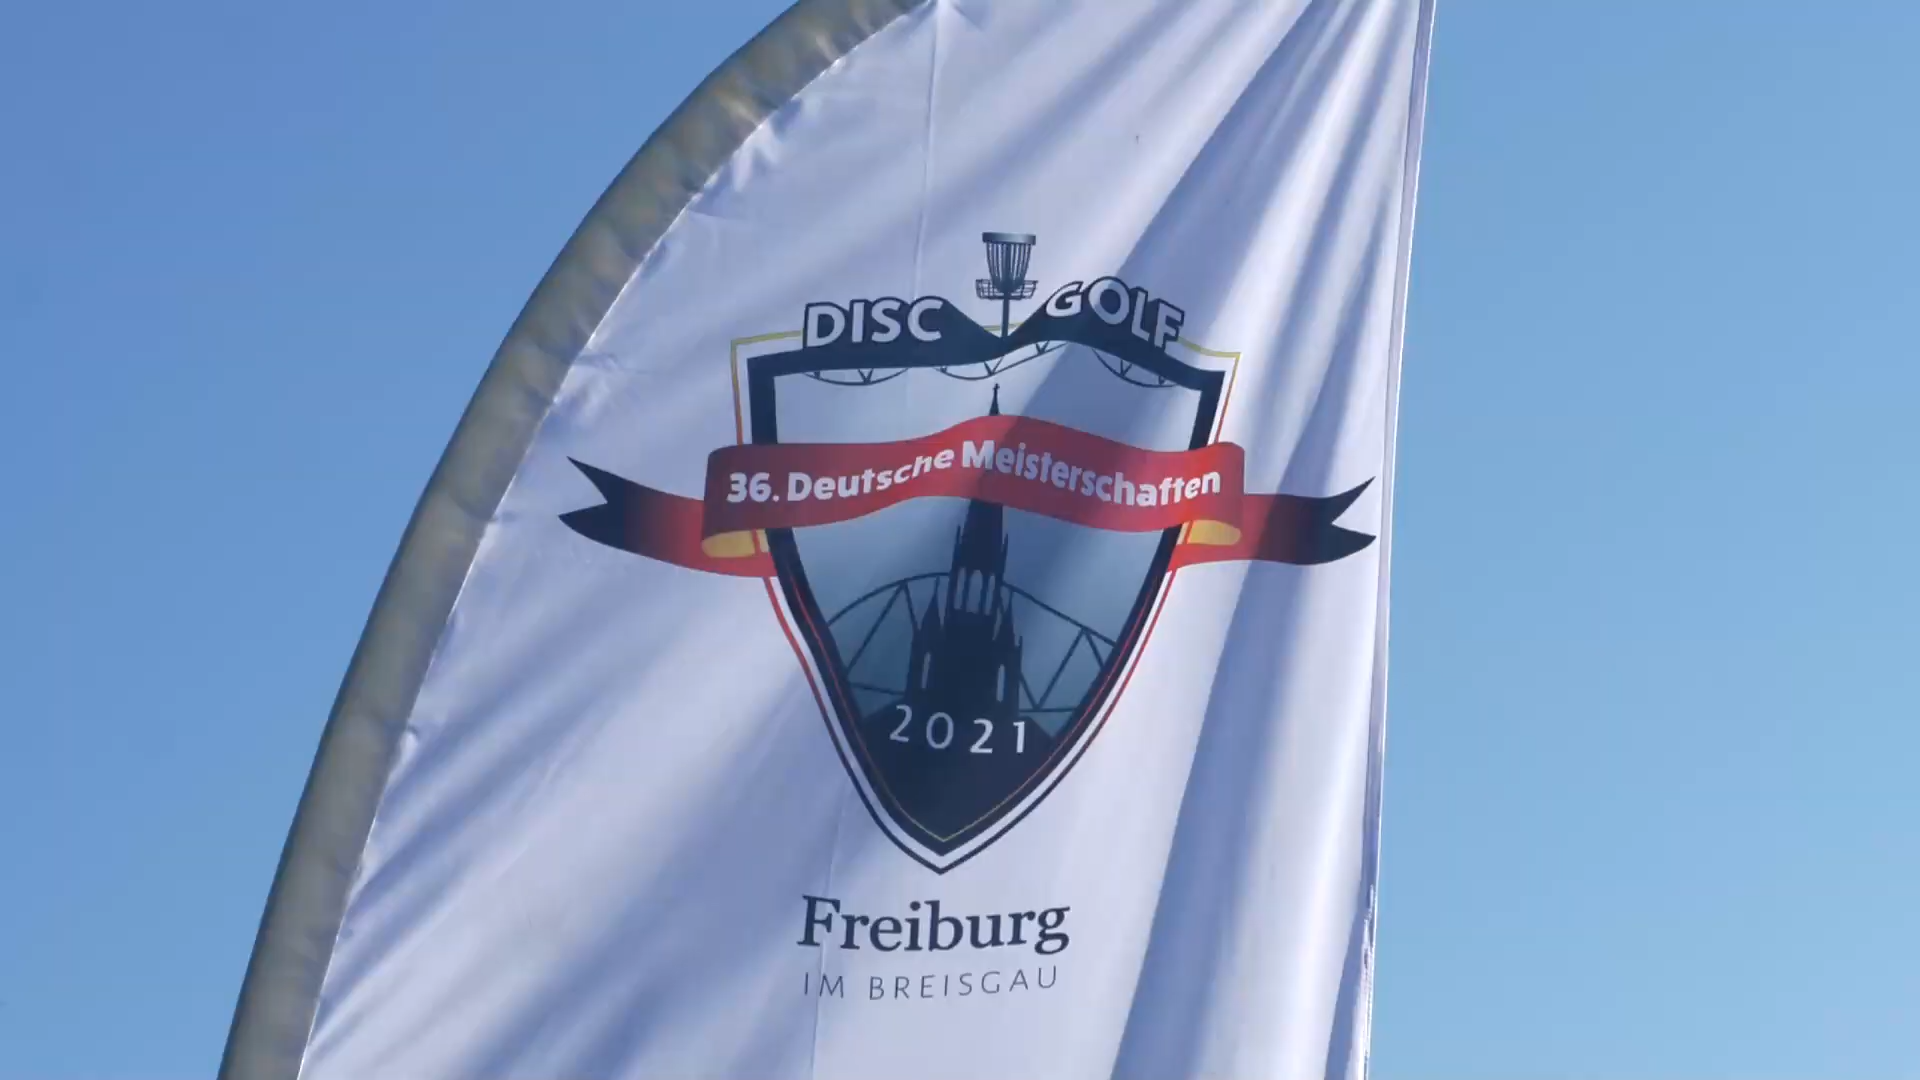 DISC GOLF
36. Deutsche Meisterschaften
2021
Freiburg
IM BREISGAU